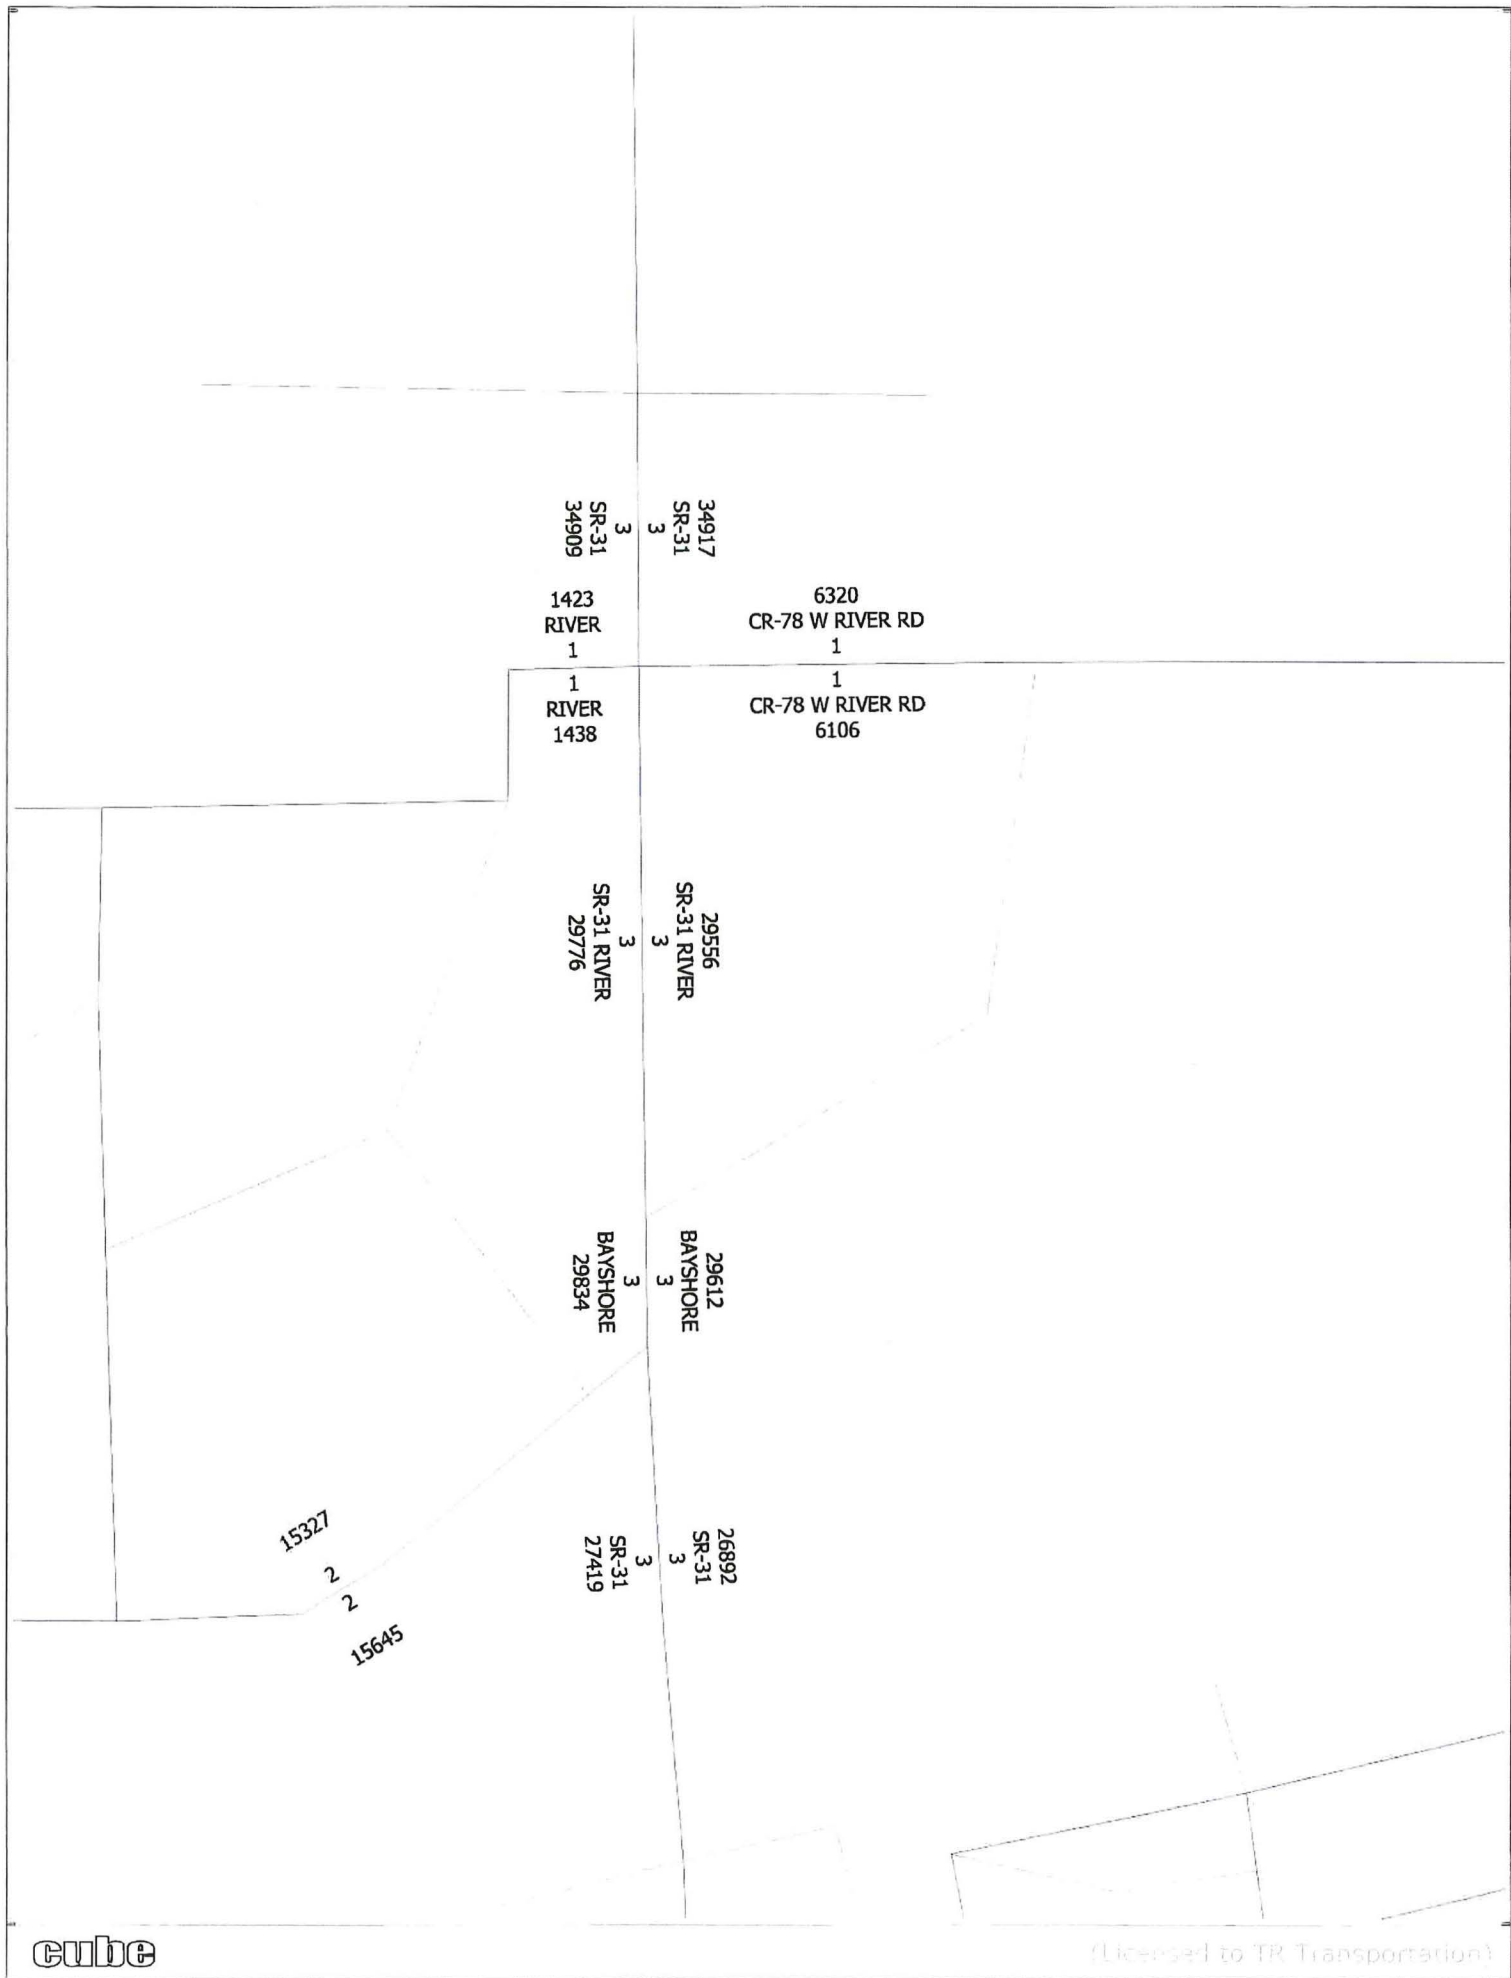 34917
SR-31
3
3
SR-31
34909
1423
RIVER
1
1
RIVER
1438
6320
CR-78 W RIVER RD
1
1
CR-78 W RIVER RD
6106
29556
SR-31 RIVER
3
3
SR-31 RIVER
29776
29612
BAYSHORE
3
3
BAYSHORE
29834
26892
SR-31
3
3
SR-31
27419
15327
2
2
15645
cube
(Licensed to TR Transportation)